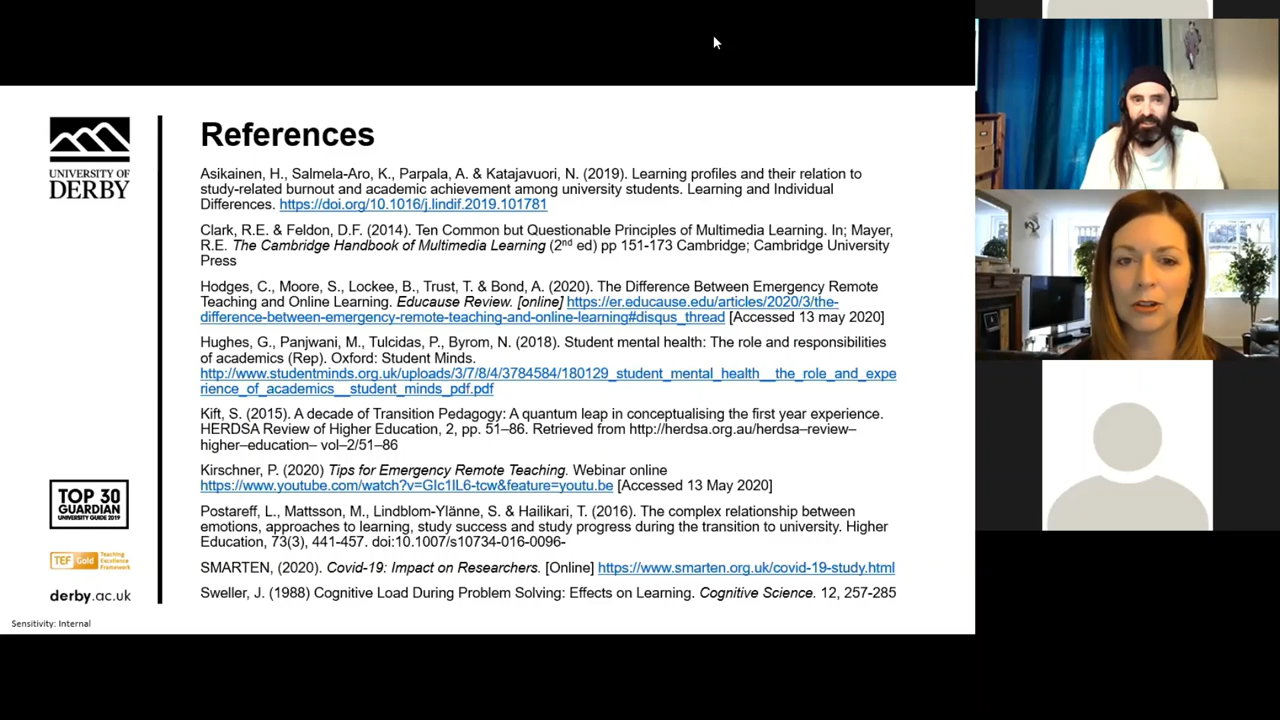 References
UNIVERSITY OF
DERBY
Asikainen, H., Salmela-Aro, K., Parpala, A. & Katajavuori, N. (2019). Learning profiles and their relation to
study-related burnout and academic achievement among university students. Learning and Individual
Differences. https://doi.org/10.1016/j.lindif.2019.101781
Clark, R.E. & Feldon, D.F. (2014). Ten Common but Questionable Principles of Multimedia Learning. In; Mayer,
R.E. The Cambridge Handbook of Multimedia Learning (2nd ed) pp 151-173 Cambridge; Cambridge University
Press
Hodges, C., Moore, S., Lockee, B., Trust, T. & Bond, A. (2020). The Difference Between Emergency Remote
Teaching and Online Learning. Educause Review. [online] https://er.educause.edu/articles/2020/3/the-
difference-between-emergency-remote-teaching-and-online-learning#disqus_thread [Accessed 13 may 2020]
Hughes, G., Panjwani, M., Tulcidas, P., Byrom, N. (2018). Student mental health: The role and responsibilities
of academics (Rep). Oxford: Student Minds.
http://www.studentminds.org.uk/uploads/3/7/8/4/3784584/180129_student_mental_health__the_role_and_expe
rience_of_academics__student_minds_pdf.pdf
Kift, S. (2015). A decade of Transition Pedagogy: A quantum leap in conceptualising the first year experience.
HERDSA Review of Higher Education, 2, pp. 51–86. Retrieved from http://herdsa.org.au/herdsa–review–
higher–education– vol–2/51–86
Kirschner, P. (2020) Tips for Emergency Remote Teaching. Webinar online
https://www.youtube.com/watch?v=GIc1IL6-tcw&feature=youtu.be [Accessed 13 May 2020]
Postareff, L., Mattsson, M., Lindblom-Ylänne, S. & Hailikari, T. (2016). The complex relationship between
emotions, approaches to learning, study success and study progress during the transition to university. Higher
Education, 73(3), 441-457. doi:10.1007/s10734-016-0096-
SMARTEN, (2020). Covid-19: Impact on Researchers. [Online] https://www.smarten.org.uk/covid-19-study.html
Sweller, J. (1988) Cognitive Load During Problem Solving: Effects on Learning. Cognitive Science. 12, 257-285
TOP 30
GUARDIAN
UNIVERSITY GUIDE 2019
TEF Gold Teaching
Excellence
Framework
derby.ac.uk
Sensitivity: Internal